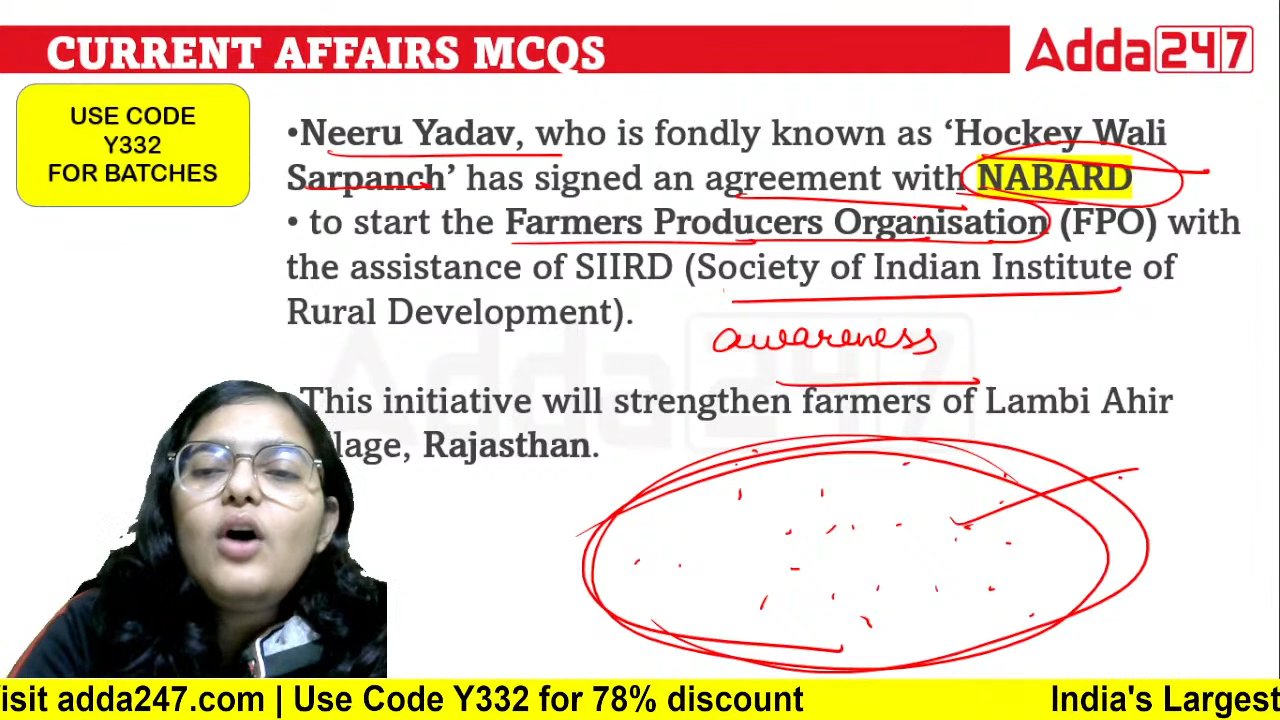 CURRENT AFFAIRS MCQS
Adda247
USE CODE
Y332
FOR BATCHES
•Neeru Yadav, who is fondly known as ‘Hockey Wali
Sarpanch’ has signed an agreement with NABARD
• to start the Farmers Producers Organisation (FPO) with
the assistance of SIIRD (Society of Indian Institute of
Rural Development).
awareness
This initiative will strengthen farmers of Lambi Ahir
lage, Rajasthan.
Adda247
isit adda247.com | Use Code Y332 for 78% discount
India's Largest